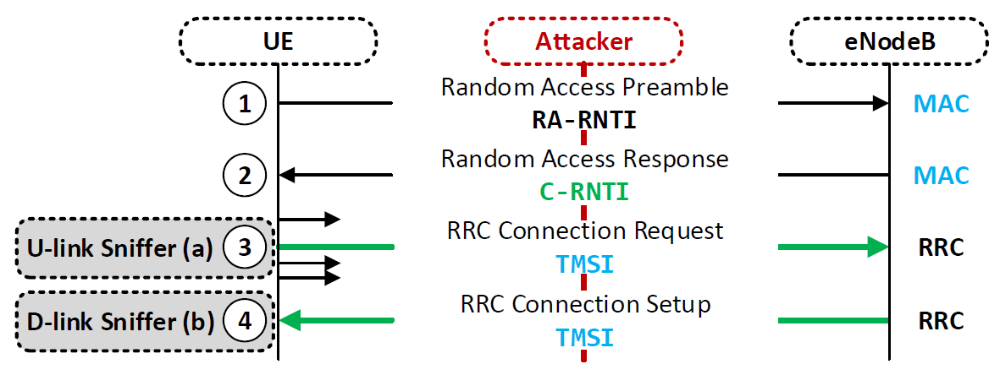 UE
Attacker
eNodeB
1
Random Access Preamble
MAC
RA-RNTI
2
Random Access Response
MAC
C-RNTI
U-link Sniffer (a)
3
RRC Connection Request
RRC
TMSI
D-link Sniffer (b)
4
RRC Connection Setup
RRC
TMSI